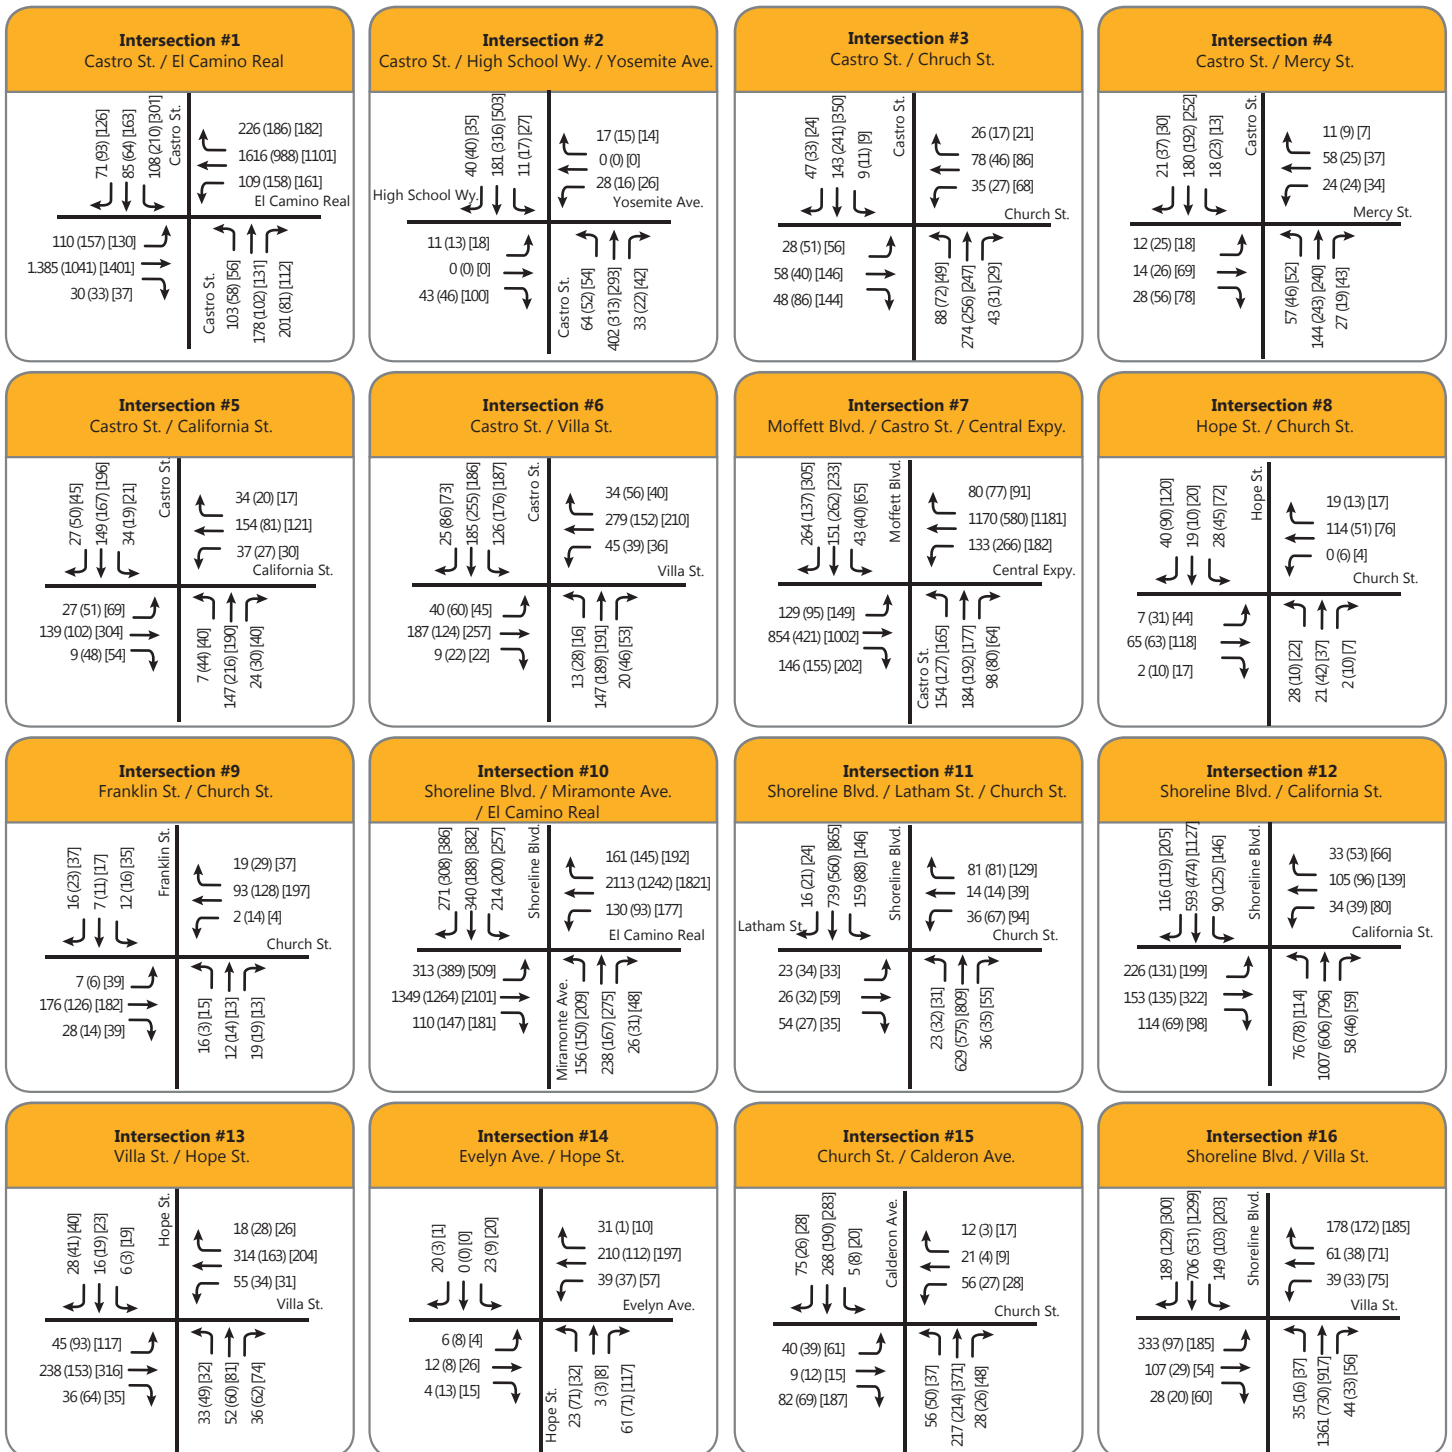 Intersection #1
Castro St. / El Camino Real
71 (93) [126]
85 (64) [163]
108 (210) [301]
Castro St.
226 (186) [182]
1616 (988) [1101]
109 (158) [161]
El Camino Real
110 (157) [130]
1.385 (1041) [1401]
30 (33) [37]
Castro St.
103 (58) [56]
178 (102) [131]
201 (81) [112]
Intersection #2
Castro St. / High School Wy. / Yosemite Ave.
40 (40) [35]
181 (316) [503]
11 (17) [27]
High School Wy.
17 (15) [14]
0 (0) [0]
28 (16) [26]
Yosemite Ave.
11 (13) [18]
0 (0) [0]
43 (46) [100]
Castro St.
64 (52) [54]
402 (313) [293]
33 (22) [42]
Intersection #3
Castro St. / Chruch St.
47 (33) [24]
143 (241) [350]
9 (11) [9]
Castro St.
26 (17) [21]
78 (46) [86]
35 (27) [68]
Church St.
28 (51) [56]
58 (40) [146]
48 (86) [144]
88 (72) [49]
274 (256) [247]
43 (31) [29]
Intersection #4
Castro St. / Mercy St.
21 (37) [30]
180 (192) [252]
18 (23) [13]
Castro St.
11 (9) [7]
58 (25) [37]
24 (24) [34]
Mercy St.
12 (25) [18]
14 (26) [69]
28 (56) [78]
57 (46) [52]
144 (243) [240]
27 (19) [43]
Intersection #5
Castro St. / California St.
27 (50) [45]
149 (167) [196]
34 (19) [21]
Castro St.
34 (20) [17]
154 (81) [121]
37 (27) [30]
California St.
27 (51) [69]
139 (102) [304]
9 (48) [54]
7 (44) [40]
147 (216) [190]
24 (30) [40]
Intersection #6
Castro St. / Villa St.
25 (86) [73]
185 (255) [186]
126 (176) [187]
Castro St.
34 (56) [40]
279 (152) [210]
45 (39) [36]
Villa St.
40 (60) [45]
187 (124) [257]
9 (22) [22]
13 (28) [16]
147 (189) [191]
20 (46) [53]
Intersection #7
Moffett Blvd. / Castro St. / Central Expy.
264 (137) [305]
151 (262) [233]
43 (40) [65]
Moffett Blvd.
80 (77) [91]
1170 (580) [1181]
133 (266) [182]
Central Expy.
129 (95) [149]
854 (421) [1002]
146 (155) [202]
Castro St.
154 (127) [165]
184 (192) [177]
98 (80) [64]
Intersection #8
Hope St. / Church St.
40 (90) [120]
19 (10) [20]
28 (45) [72]
Hope St.
19 (13) [17]
114 (51) [76]
0 (6) [4]
Church St.
7 (31) [44]
65 (63) [118]
2 (10) [17]
28 (10) [22]
21 (42) [37]
2 (10) [7]
Intersection #9
Franklin St. / Church St.
16 (23) [37]
7 (11) [17]
12 (16) [35]
Franklin St.
19 (29) [37]
93 (128) [197]
2 (14) [4]
Church St.
7 (6) [39]
176 (126) [182]
28 (14) [39]
16 (3) [15]
12 (14) [13]
19 (19) [13]
Intersection #10
Shoreline Blvd. / Miramonte Ave.
/ El Camino Real
271 (308) [386]
340 (188) [382]
214 (200) [257]
Shoreline Blvd.
161 (145) [192]
2113 (1242) [1821]
130 (93) [177]
El Camino Real
313 (389) [509]
1349 (1264) [2101]
110 (147) [181]
Miramonte Ave.
156 (150) [209]
238 (167) [275]
26 (31) [48]
Intersection #11
Shoreline Blvd. / Latham St. / Church St.
16 (21) [24]
739 (560) [865]
159 (88) [146]
Shoreline Blvd.
Latham St.
81 (81) [129]
14 (14) [39]
36 (67) [94]
Church St.
23 (34) [33]
26 (32) [59]
54 (27) [35]
23 (32) [31]
629 (575) [809]
36 (35) [55]
Intersection #12
Shoreline Blvd. / California St.
116 (119) [205]
593 (474) [1127]
90 (125) [146]
Shoreline Blvd.
33 (53) [66]
105 (96) [139]
34 (39) [80]
California St.
226 (131) [199]
153 (135) [322]
114 (69) [98]
76 (78) [114]
1007 (606) [796]
58 (46) [59]
Intersection #13
Villa St. / Hope St.
28 (41) [40]
16 (19) [23]
6 (3) [19]
Hope St.
18 (28) [26]
314 (163) [204]
55 (34) [31]
Villa St.
45 (93) [117]
238 (153) [316]
36 (64) [35]
33 (49) [32]
52 (60) [81]
36 (62) [74]
Intersection #14
Evelyn Ave. / Hope St.
20 (3) [1]
0 (0) [0]
23 (9) [20]
31 (1) [10]
210 (112) [197]
39 (37) [57]
Evelyn Ave.
6 (8) [4]
12 (8) [26]
4 (13) [15]
Hope St.
23 (71) [32]
3 (3) [8]
61 (71) [117]
Intersection #15
Church St. / Calderon Ave.
75 (26) [28]
268 (190) [283]
5 (8) [20]
Calderon Ave.
12 (3) [17]
21 (4) [9]
56 (27) [28]
Church St.
40 (39) [61]
9 (12) [15]
82 (69) [187]
56 (50) [37]
217 (214) [371]
28 (26) [48]
Intersection #16
Shoreline Blvd. / Villa St.
189 (129) [300]
706 (531) [1299]
149 (103) [203]
Shoreline Blvd.
178 (172) [185]
61 (38) [71]
39 (33) [75]
Villa St.
333 (97) [185]
107 (29) [54]
28 (20) [60]
35 (16) [37]
1361 (730) [917]
44 (33) [56]